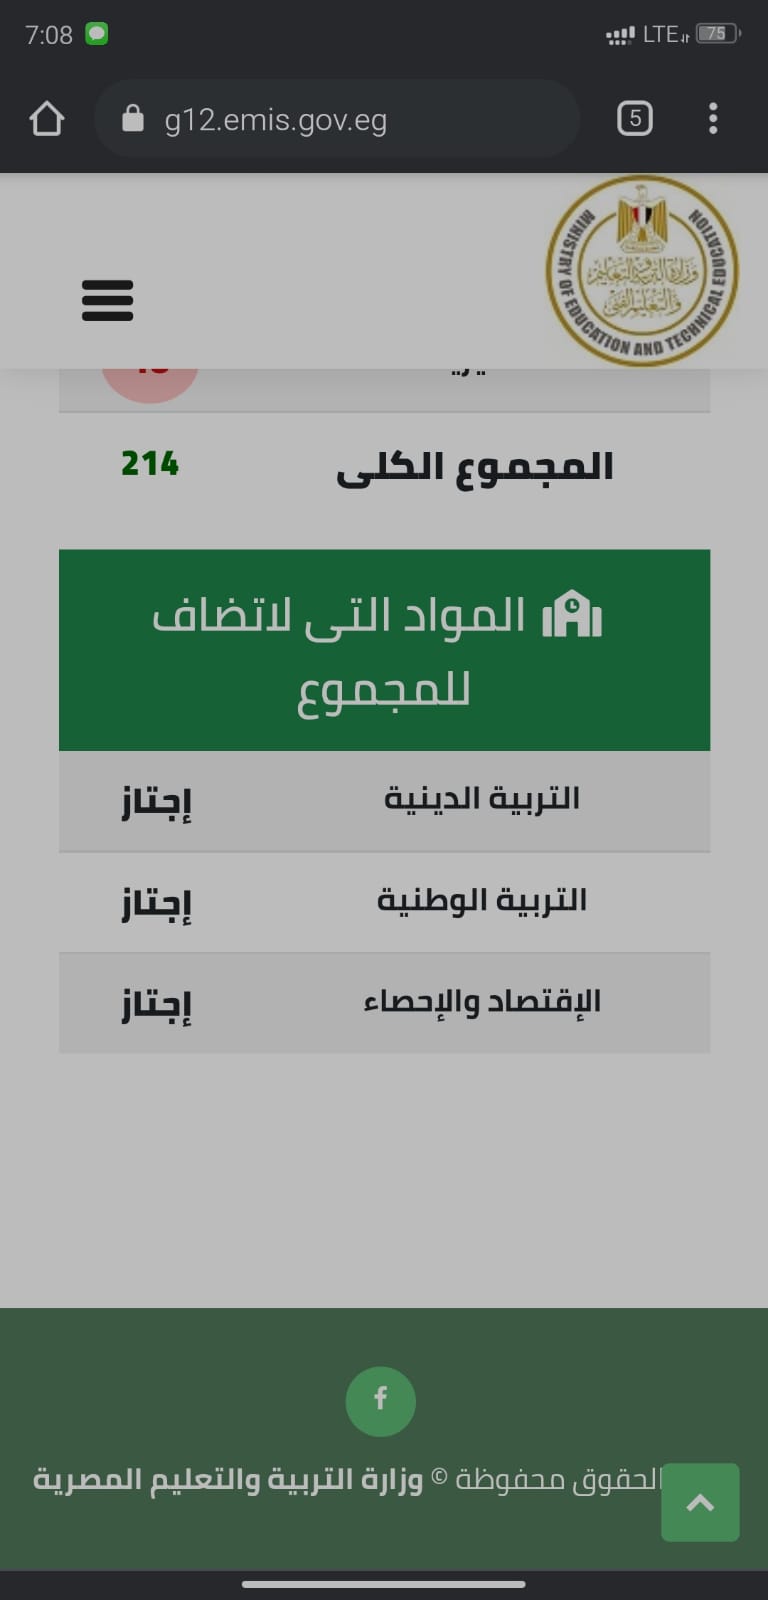 7:08 LTE 75
g12.emis.gov.eg 5
MINISTRY OF EDUCATION AND TECHNICAL EDUCATION
وزارة التربية والتعليم
والتعليم الفني
المجموع الكلى 214
المواد التى لاتضاف
للمجموع
التربية الدينية إجتاز
التربية الوطنية إجتاز
الإقتصاد والإحصاء إجتاز
الحقوق محفوظة © وزارة التربية والتعليم المصرية